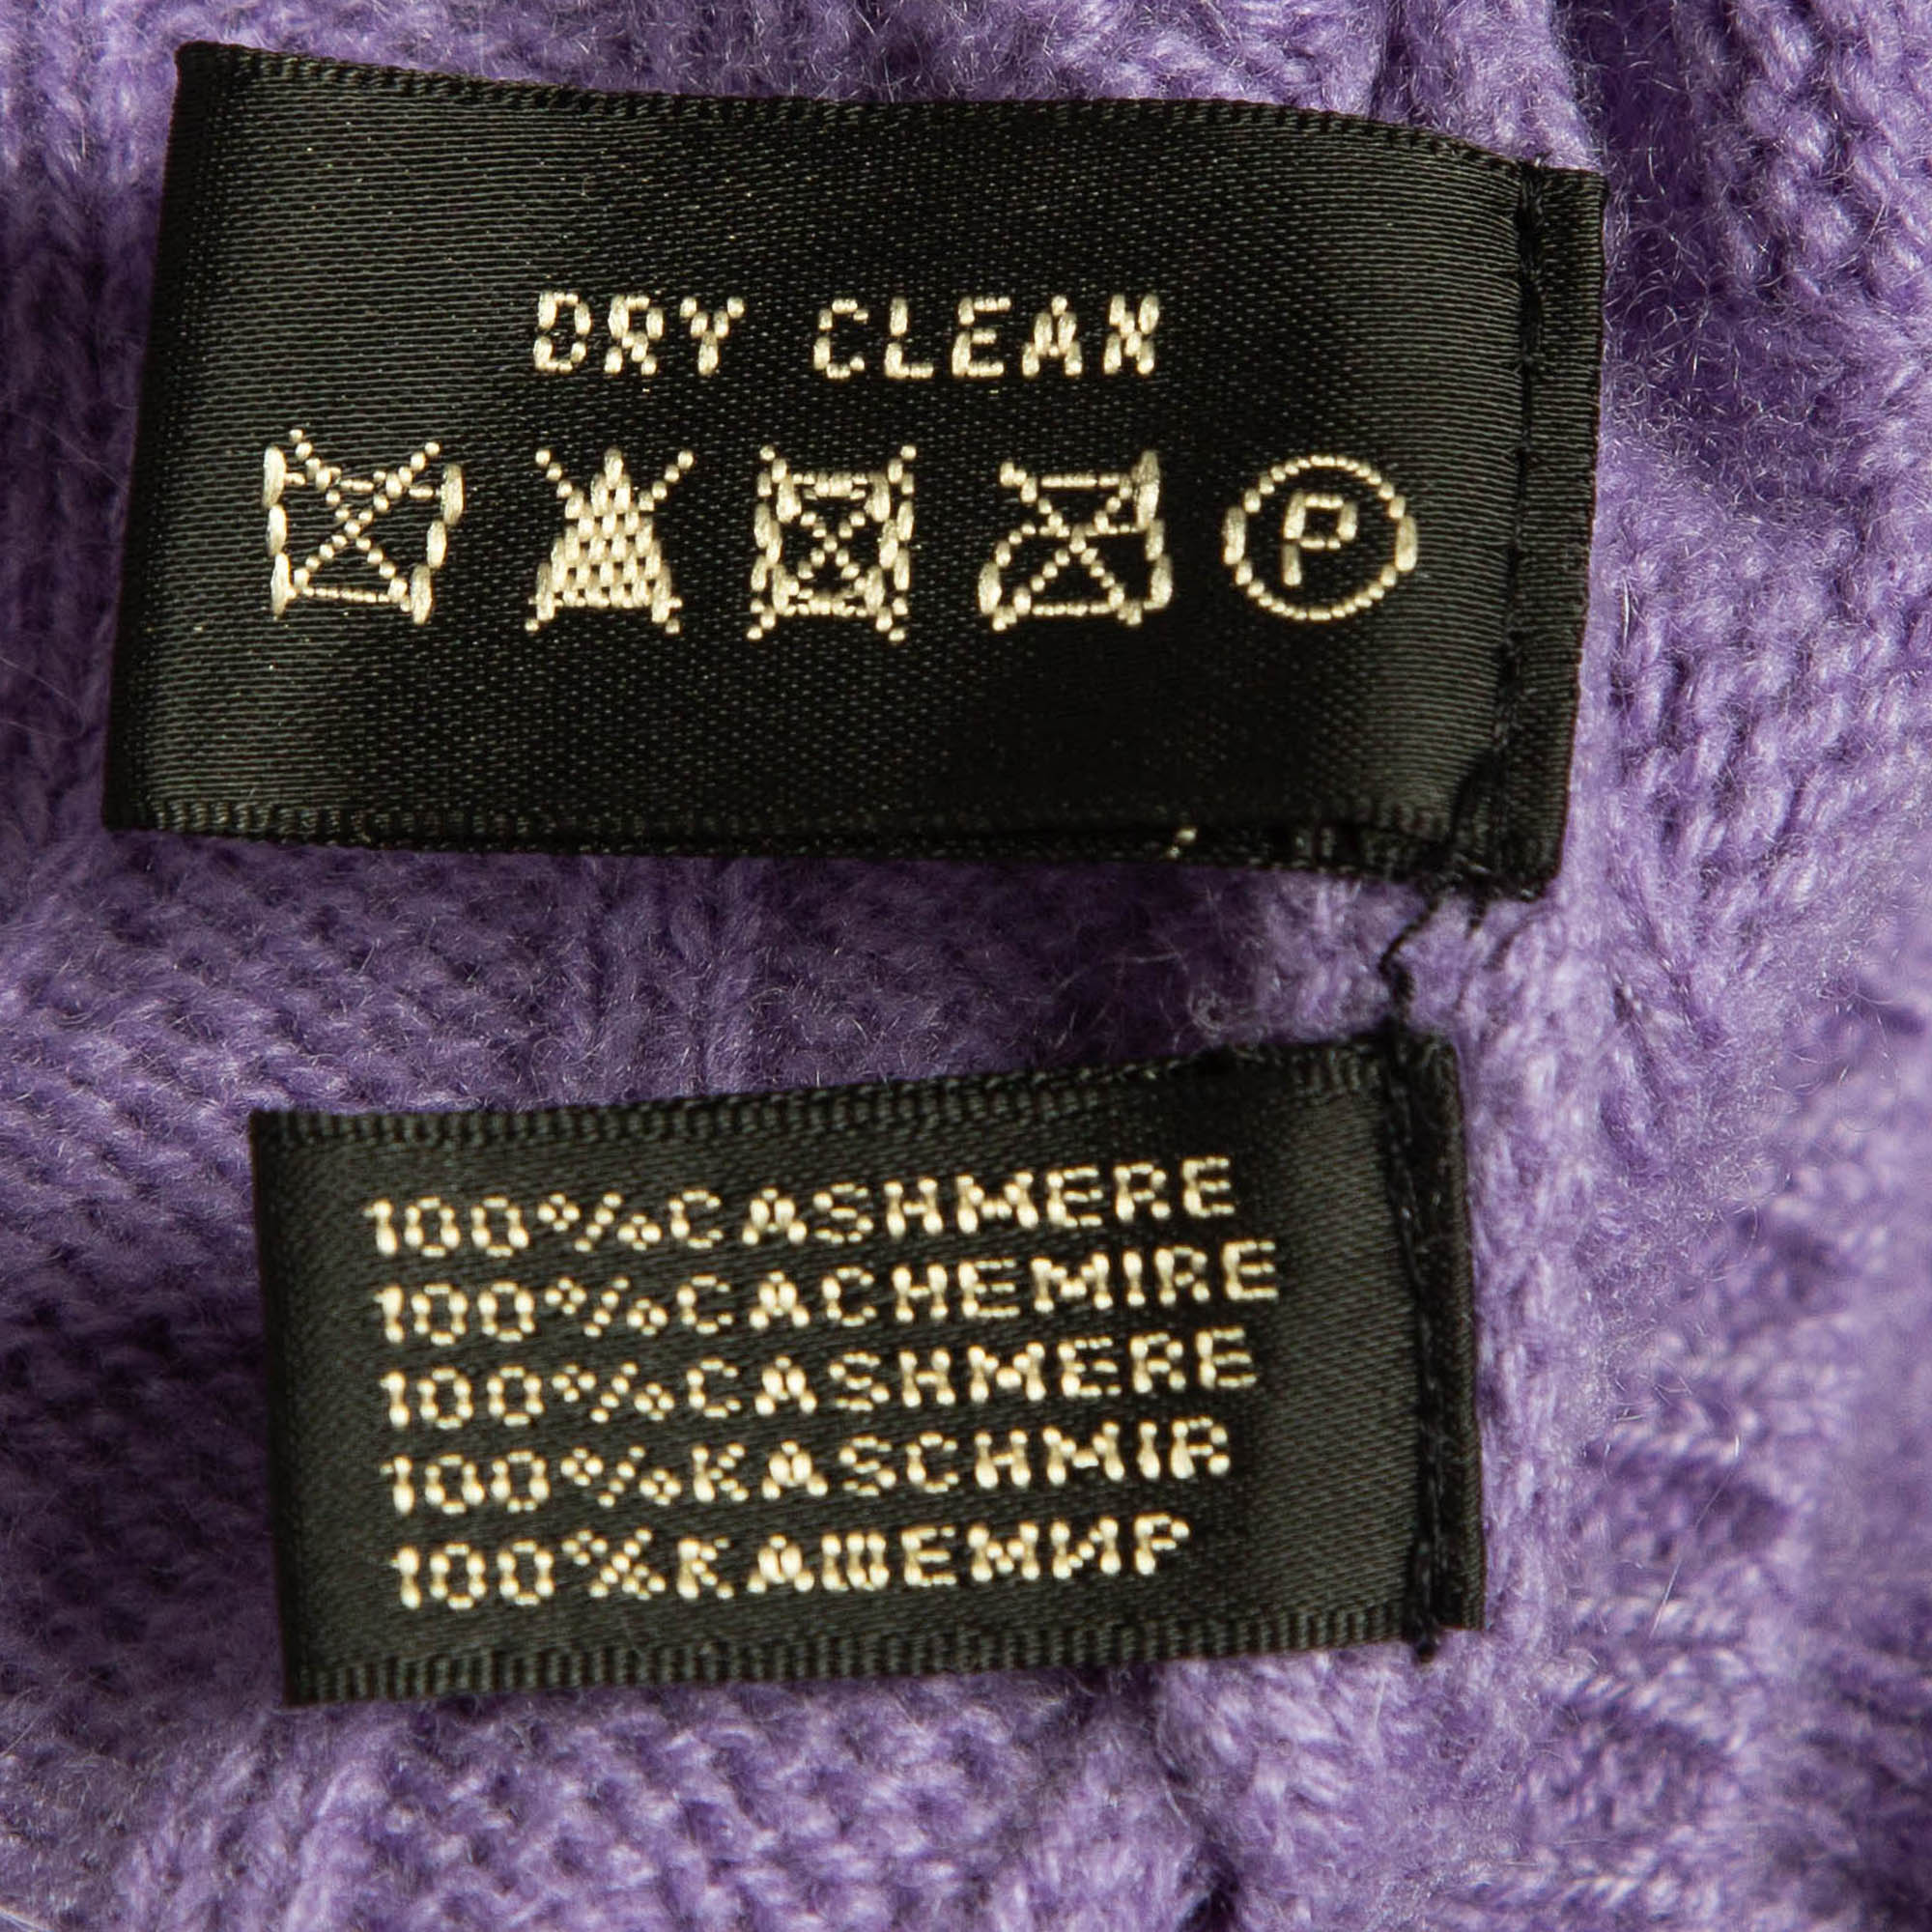 DRY CLEAN
P
100%CASHMERE
100%CACHEMIRE
100%CASHMERE
100%KASCHMIR
100%КАШЕМИР